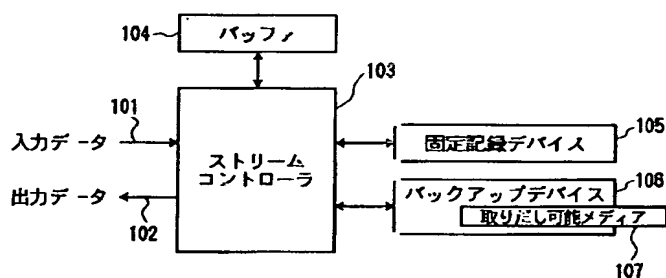 104
バッファ
103
入力データ
101
ストリーム
コントローラ
固定記録デバイス
105
出力データ
102
バックアップデバイス
106
取り出し可能メディア
107